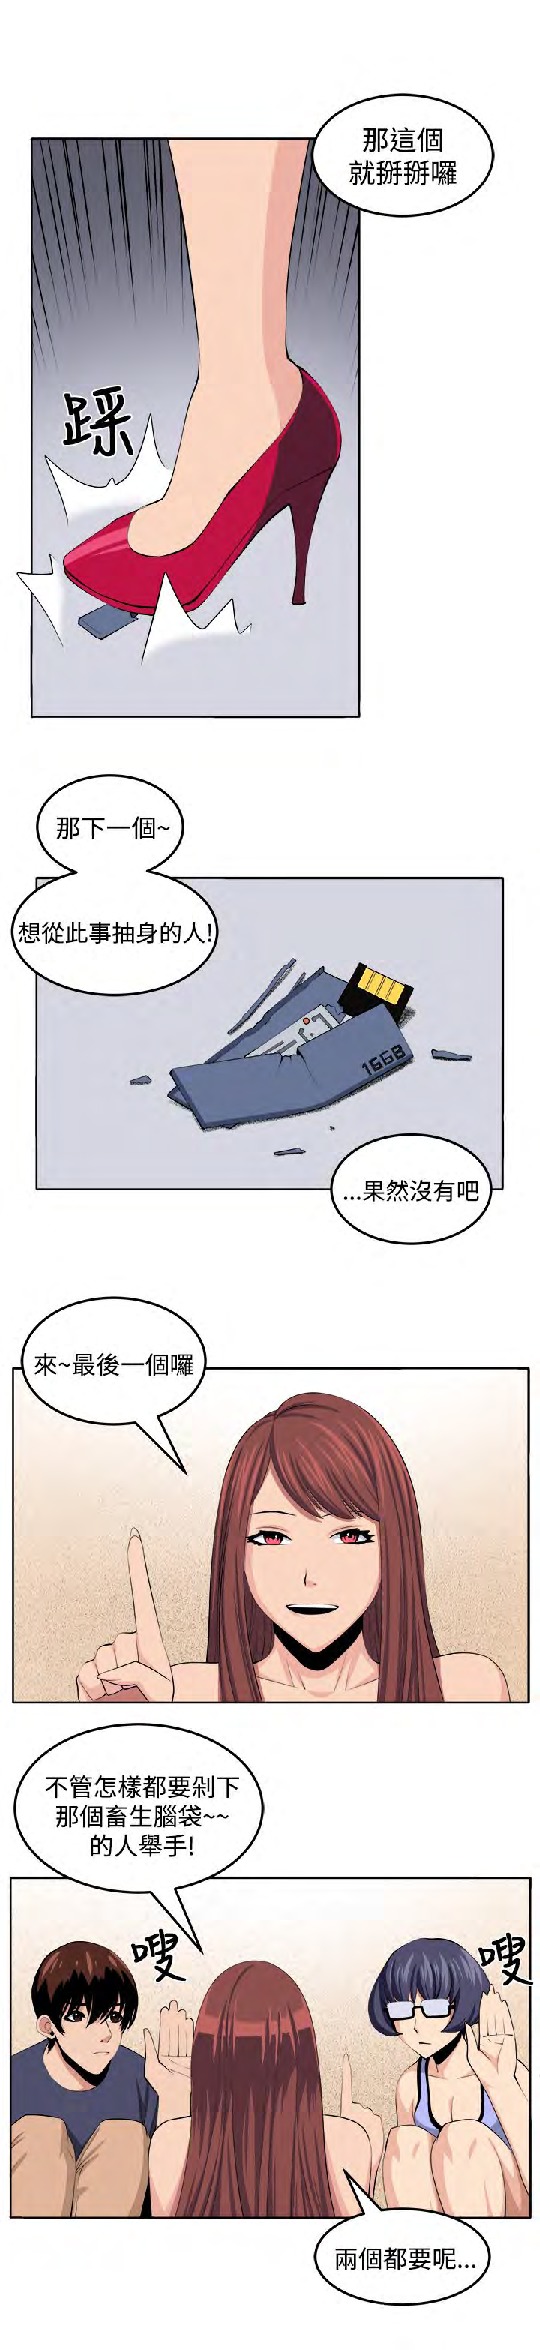 那這個
就掰掰囉
踩
那下一個~
想從此事抽身的人!
1668
...果然沒有吧
來~最後一個囉
不管怎樣都要剁下
那個畜生腦袋~~
的人舉手!
嗖
嗖
兩個都要呢...